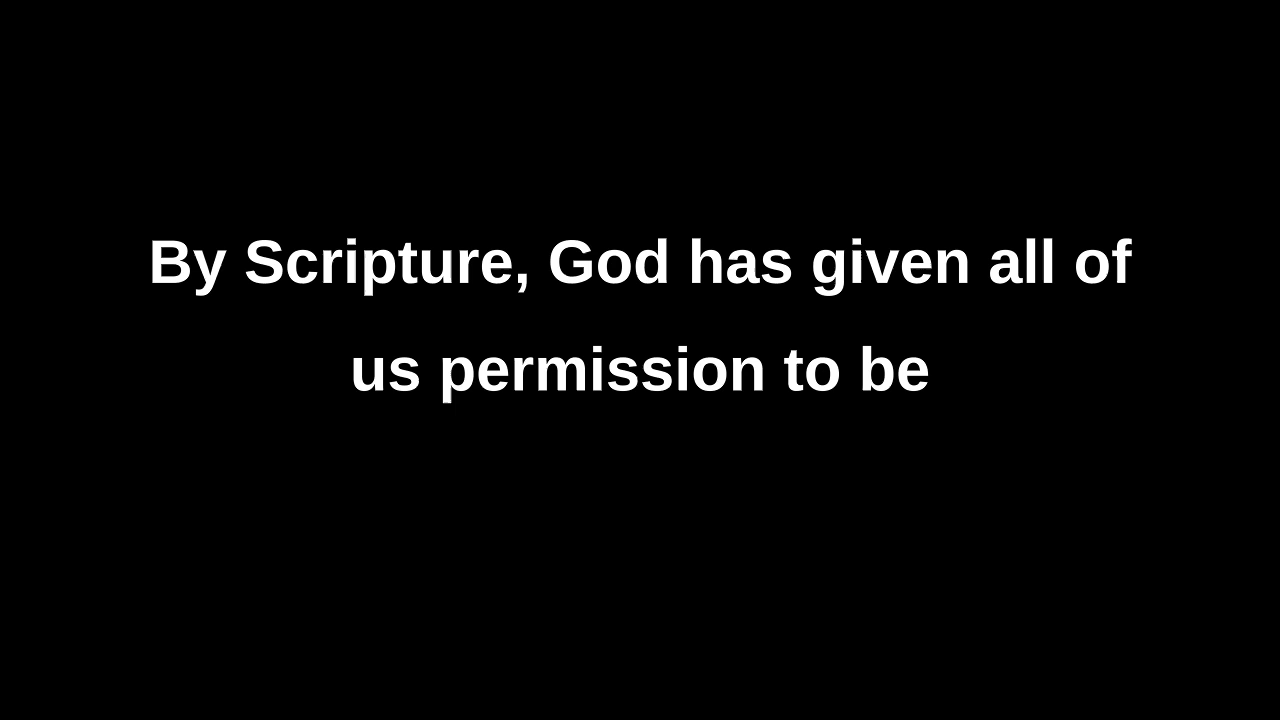 By Scripture, God has given all of
us permission to be